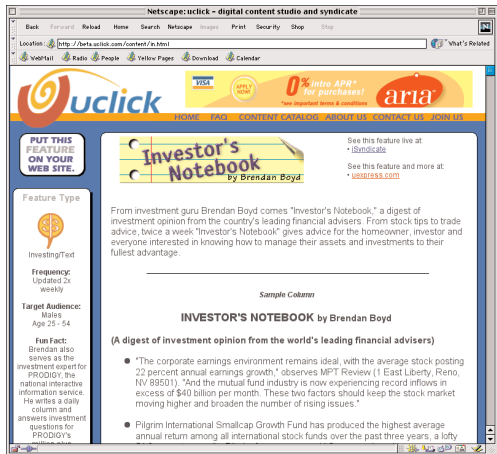 Netscape: uclick - digital content studio and syndicate
Back Forward Reload Home Search Netscape Images Print Security Shop Stop
Location: http://beta.uclick.com/content/in.html What's Related
WebMail Radio People Yellow Pages Download Calendar
uclick
VISA APPLY NOW! 0% intro APR* for purchases! *see important terms & conditions aria
HOME FAQ CONTENT CATALOG ABOUT US CONTACT US JOIN US
PUT THIS
FEATURE
ON YOUR
WEB SITE.
Feature Type
Investing/Text
Frequency:
Updated 2x
weekly
Target Audience:
Males
Age 25 - 54
Fun Fact:
Brendan also
serves as the
investment expert for
PRODIGY, the
national interactive
information service.
He writes a daily
column and
answers investment
questions for
PRODIGY's
Investor's
Notebook
by Brendan Boyd
See this feature live at:
• iSyndicate
See this feature and more at:
• uexpress.com
From investment guru Brendan Boyd comes "Investor's Notebook," a digest of
investment opinion from the country's leading financial advisers. From stock tips to trade
advice, twice a week "Investor's Notebook" gives advice for the homeowner, investor and
everyone interested in knowing how to manage their assets and investments to their
fullest advantage.
Sample Column
INVESTOR'S NOTEBOOK by Brendan Boyd
(A digest of investment opinion from the world's leading financial advisers)
● "The corporate earnings environment remains ideal, with the average stock posting
22 percent annual earnings growth," observes MPT Review (1 East Liberty, Reno,
NV 89501). "And the mutual fund industry is now experiencing record inflows in
excess of $40 billion per month. These two factors should keep the stock market
moving higher and broaden the number of rising issues."
● Pilgrim International Smallcap Growth Fund has produced the highest average
annual return among all international stock funds over the past three years, a lofty